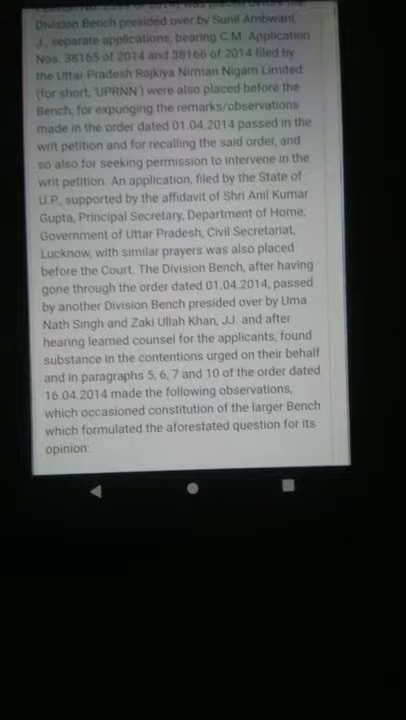 Division Bench presided over by Sunil Ambwani,
J., separate applications, bearing C.M. Application
Nos. 38165 of 2014 and 38166 of 2014 filed by
the Uttar Pradesh Rajkiya Nirman Nigam Limited
(for short, 'UPRNN') were also placed before the
Bench, for expunging the remarks/observations
made in the order dated 01.04.2014 passed in the
writ petition and for recalling the said order, and
so also for seeking permission to intervene in the
writ petition. An application, filed by the State of
U.P., supported by the affidavit of Shri Anil Kumar
Gupta, Principal Secretary, Department of Home,
Government of Uttar Pradesh, Civil Secretariat,
Lucknow, with similar prayers was also placed
before the Court. The Division Bench, after having
gone through the order dated 01.04.2014, passed
by another Division Bench presided over by Uma
Nath Singh and Zaki Ullah Khan, JJ. and after
hearing learned counsel for the applicants, found
substance in the contentions urged on their behalf
and in paragraphs 5, 6, 7 and 10 of the order dated
16.04.2014 made the following observations,
which occasioned constitution of the larger Bench
which formulated the aforestated question for its
opinion: